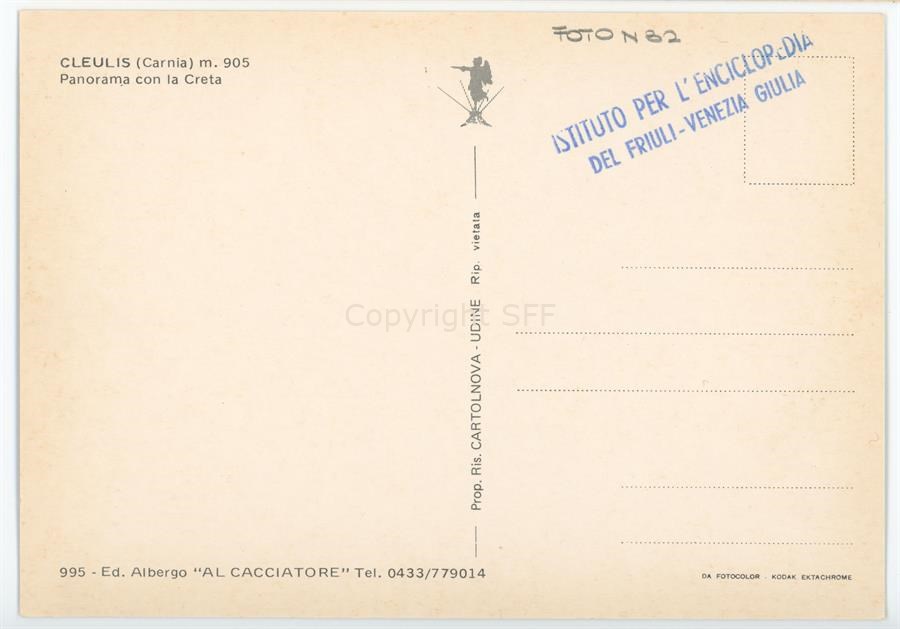 FOTO N 32
CLEULIS (Carnia) m. 905
Panorama con la Creta
ISTITUTO PER L'ENCICLOPEDIA
DEL FRIULI-VENEZIA GIULIA
Prop. Ris. CARTOLNOVA - UDINE Rip. vietata
Copyright SFF
995 - Ed. Albergo "AL CACCIATORE" Tel. 0433/779014
DA FOTOCOLOR - KODAK EKTACHROME